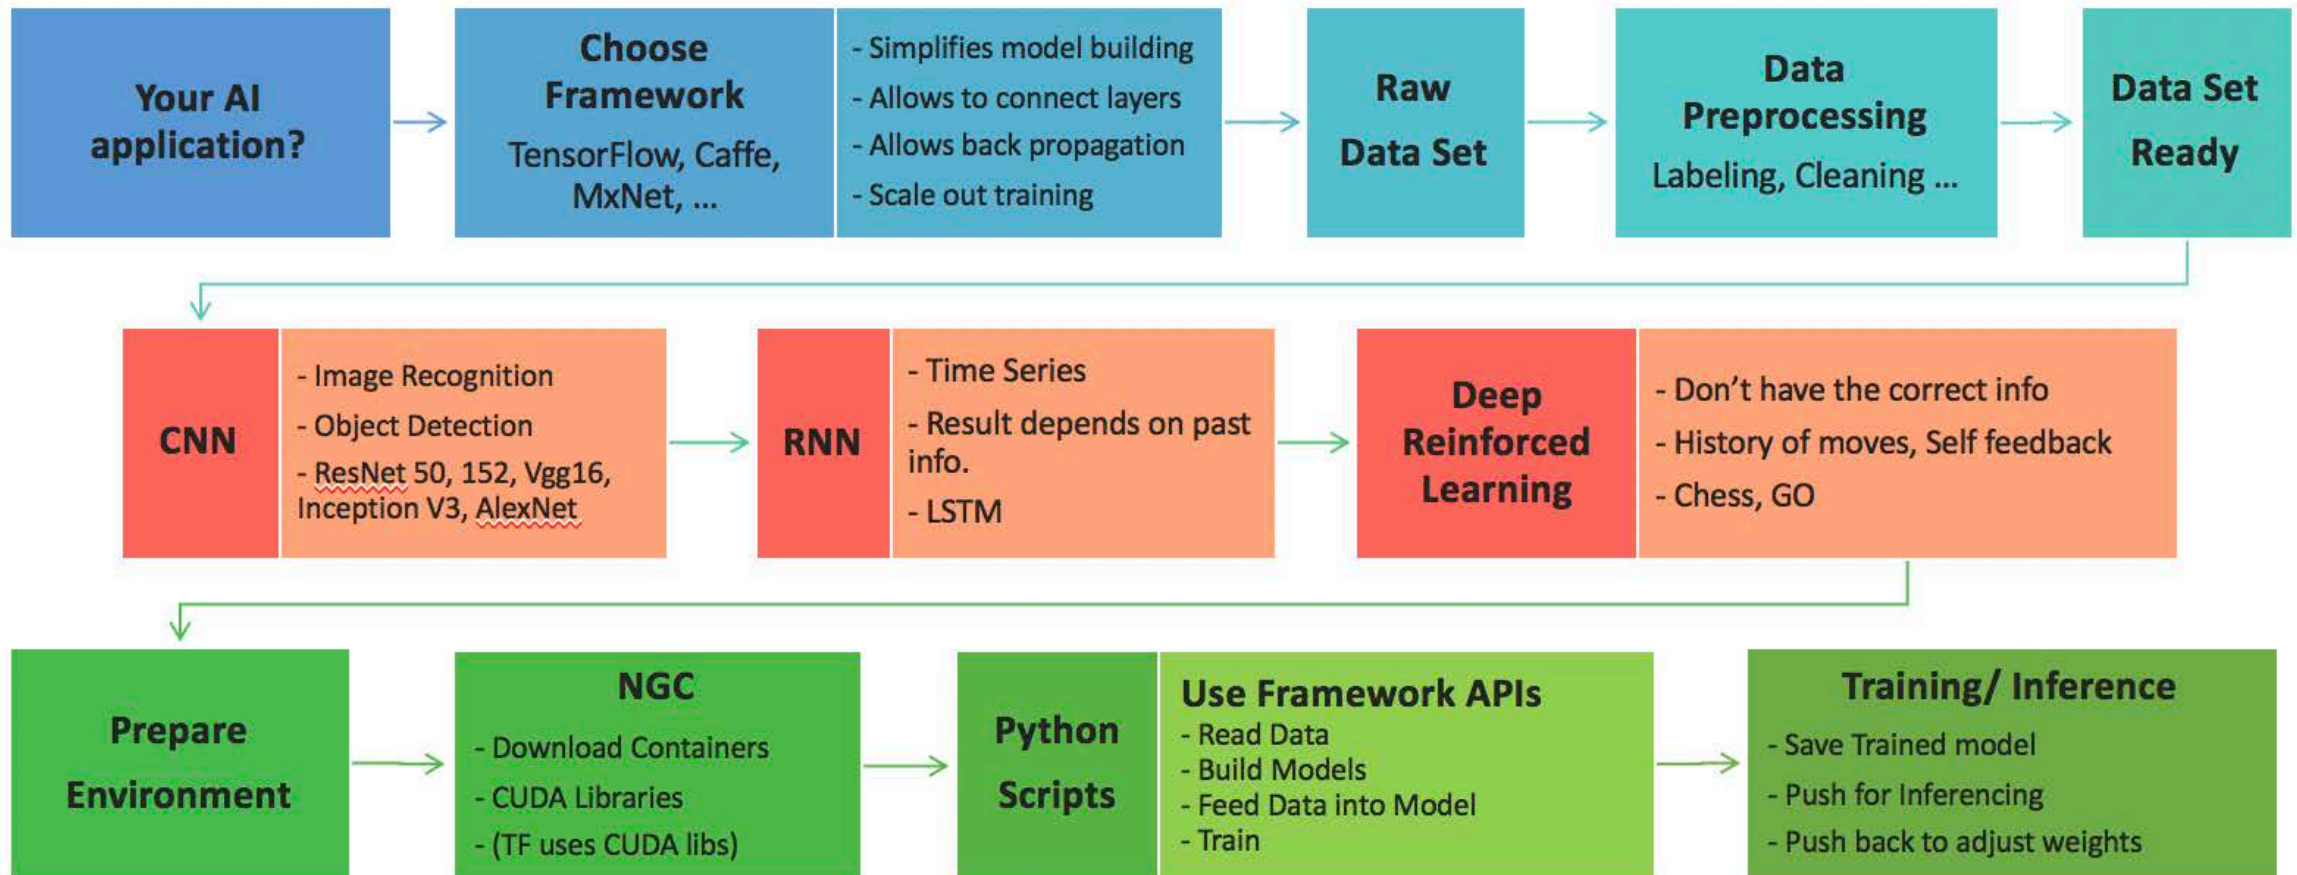 Your AI
application?
Choose
Framework
TensorFlow, Caffe,
MxNet, ...
- Simplifies model building
- Allows to connect layers
- Allows back propagation
- Scale out training
Raw
Data Set
Data
Preprocessing
Labeling, Cleaning ...
Data Set
Ready
CNN
- Image Recognition
- Object Detection
- ResNet 50, 152, Vgg16,
Inception V3, AlexNet
RNN
- Time Series
- Result depends on past
info.
- LSTM
Deep
Reinforced
Learning
- Don't have the correct info
- History of moves, Self feedback
- Chess, GO
Prepare
Environment
NGC
- Download Containers
- CUDA Libraries
- (TF uses CUDA libs)
Python
Scripts
Use Framework APIs
- Read Data
- Build Models
- Feed Data into Model
- Train
Training/ Inference
- Save Trained model
- Push for Inferencing
- Push back to adjust weights